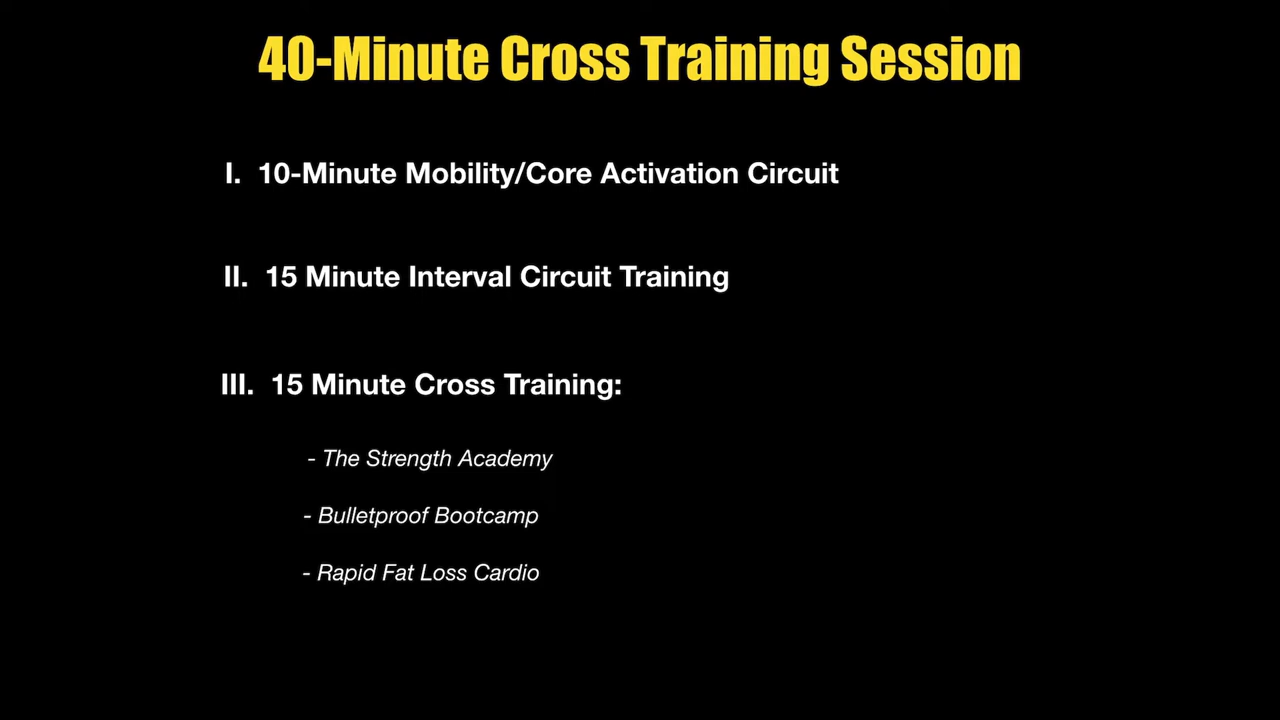 40-Minute Cross Training Session
I. 10-Minute Mobility/Core Activation Circuit
II. 15 Minute Interval Circuit Training
III. 15 Minute Cross Training:
- The Strength Academy
- Bulletproof Bootcamp
- Rapid Fat Loss Cardio